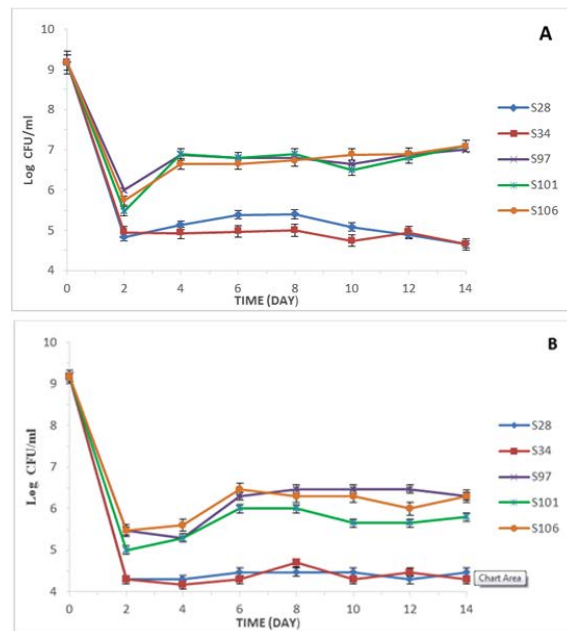 A
10
9
8
7
6
5
4
Log CFU/ml
0 2 4 6 8 10 12 14
TIME (DAY)
S28
S34
S97
S101
S106
B
10
9
8
7
6
5
4
Log CFU/ml
0 2 4 6 8 10 12 14
TIME (DAY)
S28
S34
S97
S101
S106
Chart Area